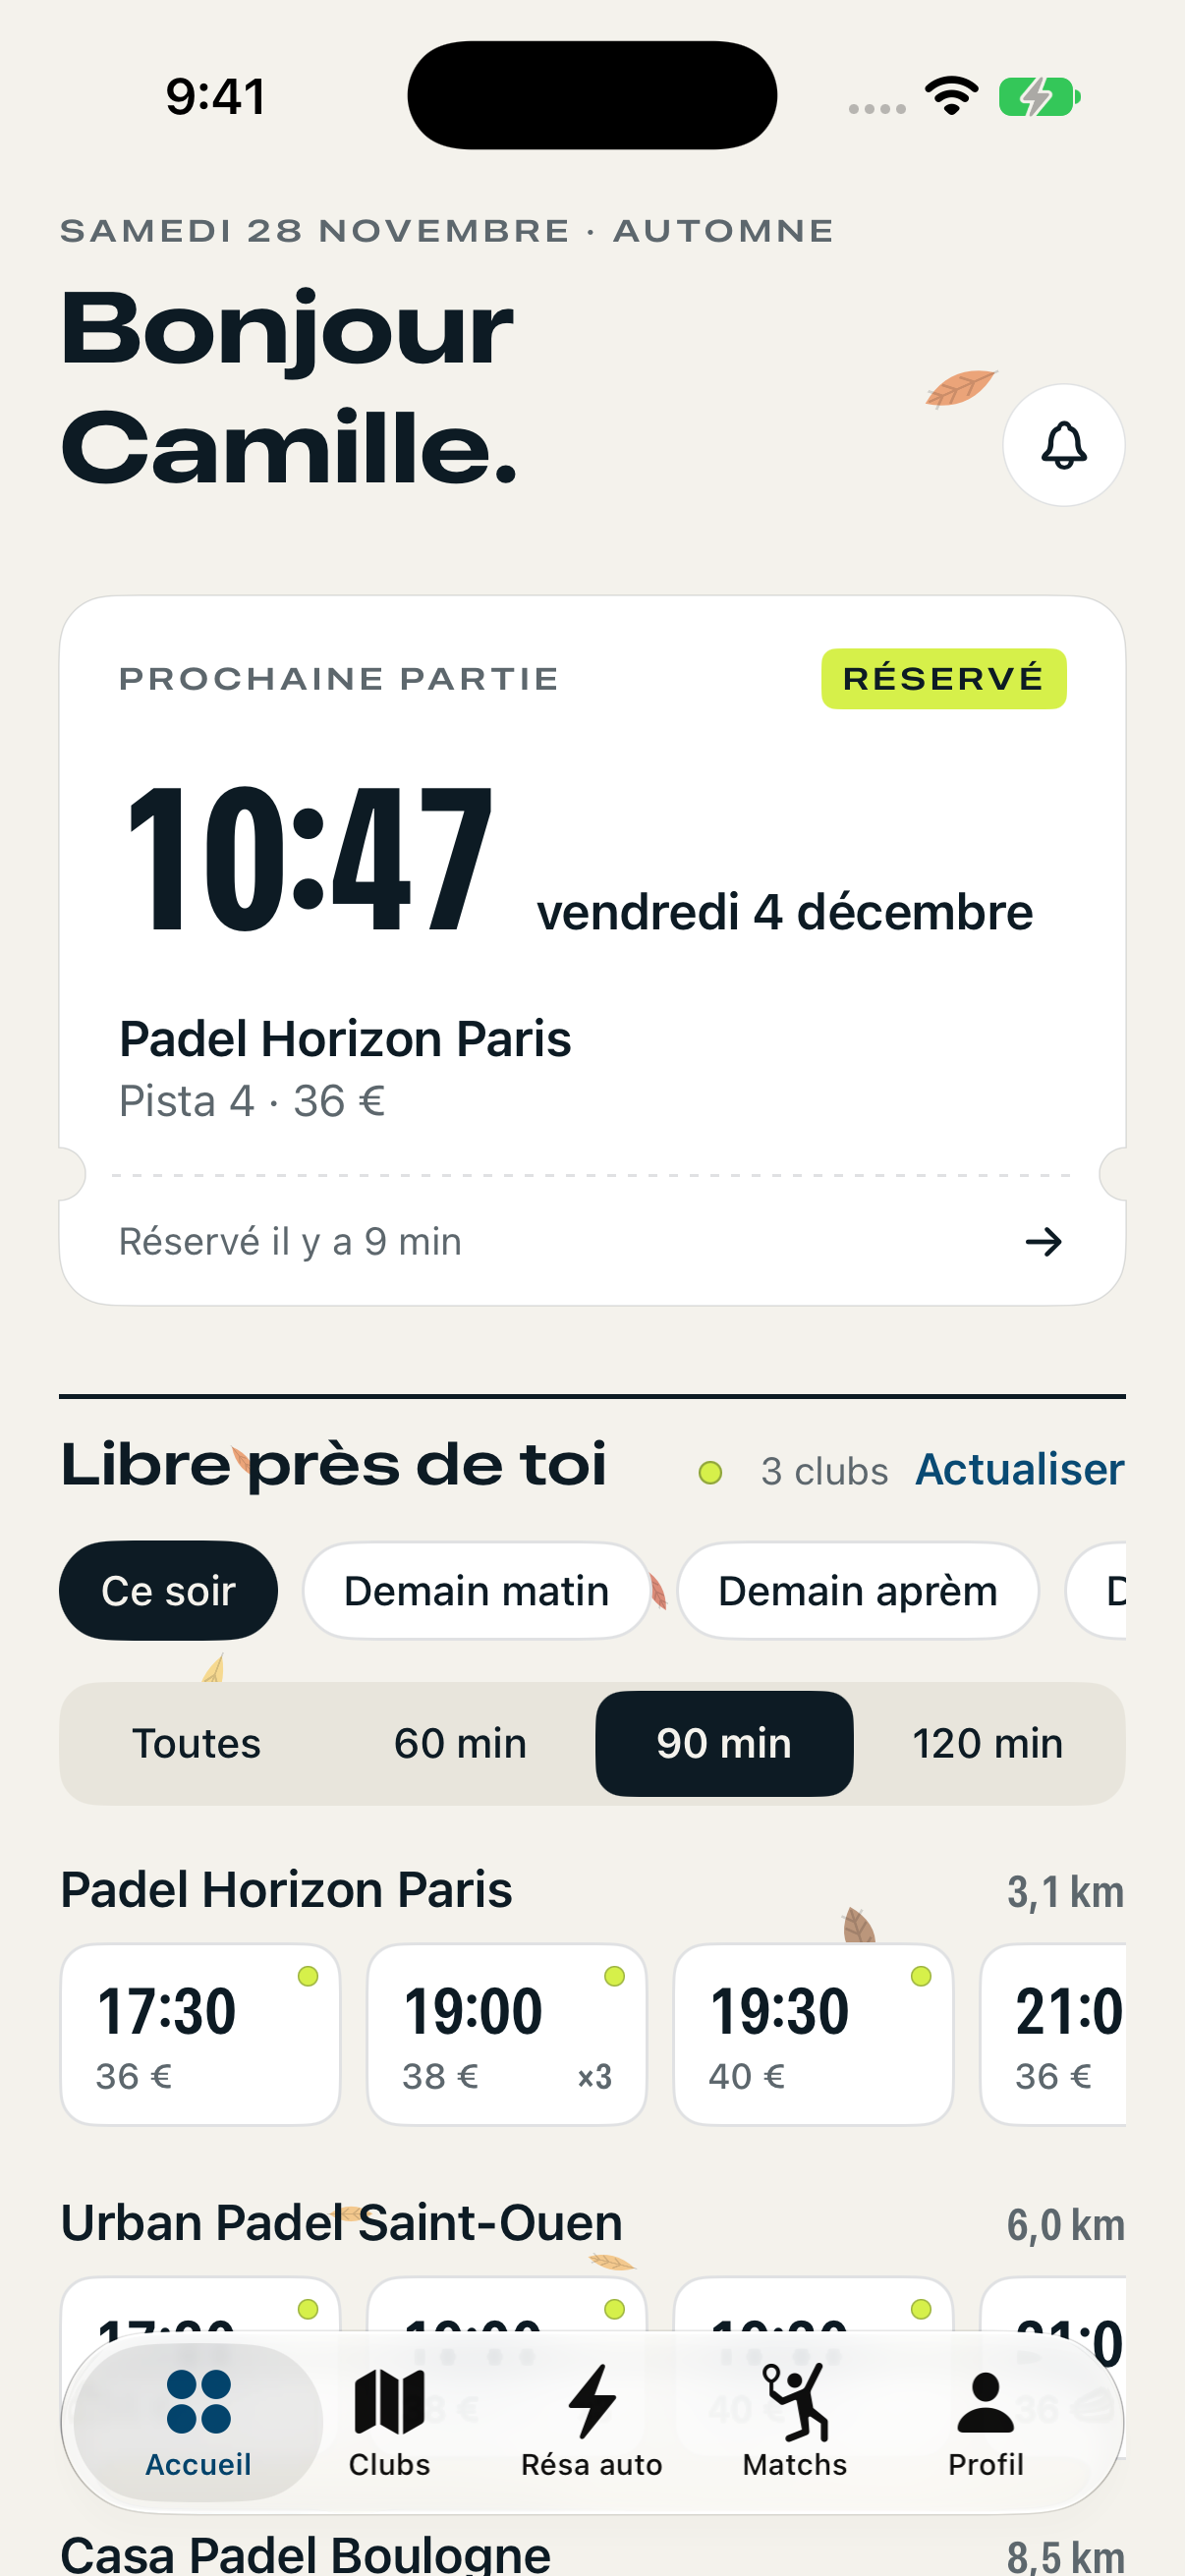 9:41
SAMEDI 28 NOVEMBRE · AUTOMNE
Bonjour
Camille.
PROCHAINE PARTIE
RÉSERVÉ
10:47 vendredi 4 décembre
Padel Horizon Paris
Pista 4 · 36 €
Réservé il y a 9 min
Libre près de toi
3 clubs Actualiser
Ce soir Demain matin Demain aprèm
Toutes 60 min 90 min 120 min
Padel Horizon Paris 3,1 km
17:30 19:00 19:30 21:0
36 € 38 € ×3 40 € 36 €
Urban Padel Saint-Ouen 6,0 km
Accueil Clubs Résa auto Matchs Profil
Casa Padel Boulogne 8,5 km